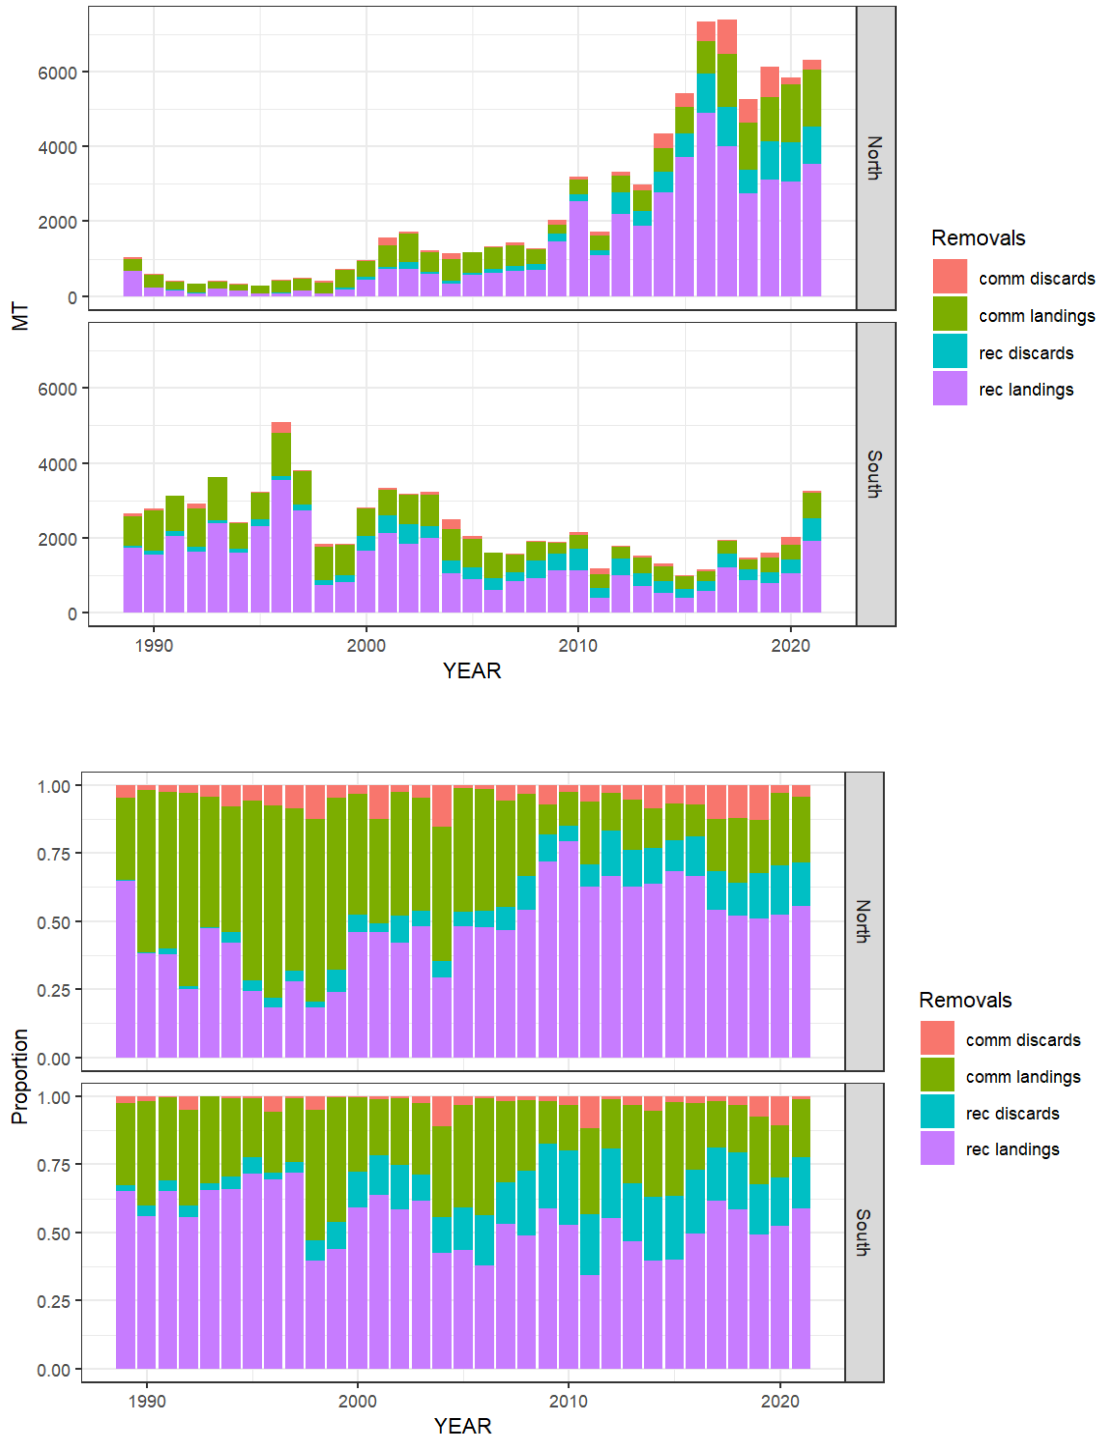 6000
4000
2000
0
North
MT
6000
4000
2000
0
South
1990 2000 2010 2020
YEAR
Removals
comm discards
comm landings
rec discards
rec landings
1.00
0.75
0.50
0.25
0.00
North
Proportion
1.00
0.75
0.50
0.25
0.00
South
1990 2000 2010 2020
YEAR
Removals
comm discards
comm landings
rec discards
rec landings